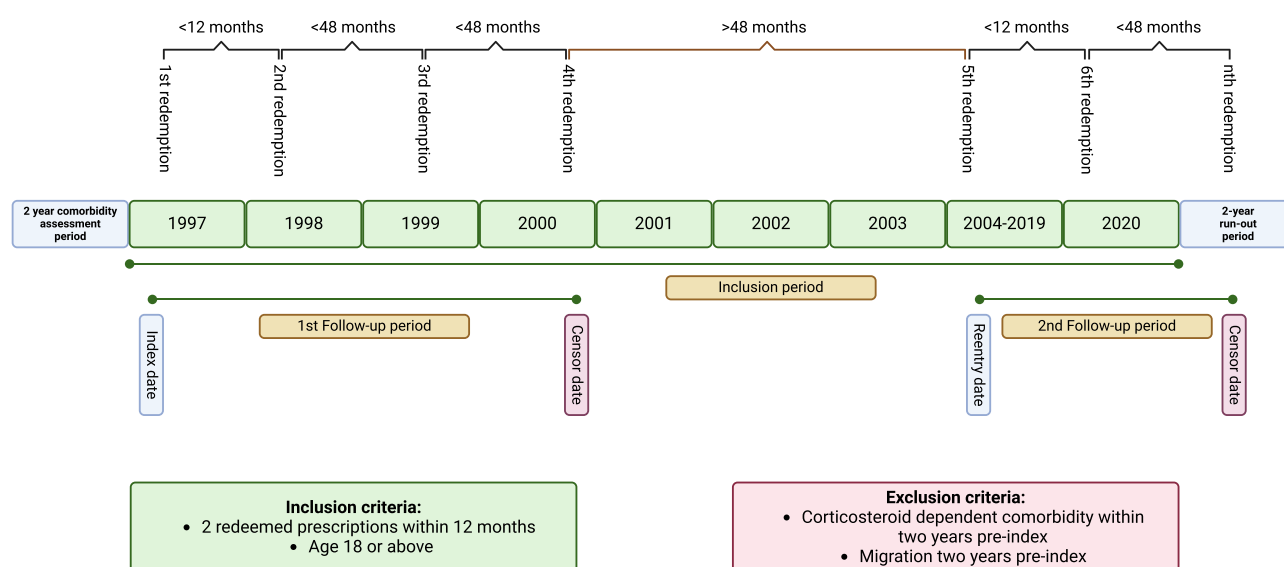 <12 months
<48 months
<48 months
>48 months
<12 months
<48 months
1st redemption
2nd redemption
3rd redemption
4th redemption
5th redemption
6th redemption
nth redemption
2 year comorbidity
assessment
period
1997
1998
1999
2000
2001
2002
2003
2004-2019
2020
2-year
run-out
period
Inclusion period
1st Follow-up period
2nd Follow-up period
Index date
Censor date
Reentry date
Censor date
Inclusion criteria:
• 2 redeemed prescriptions within 12 months
• Age 18 or above
Exclusion criteria:
• Corticosteroid dependent comorbidity within
two years pre-index
• Migration two years pre-index